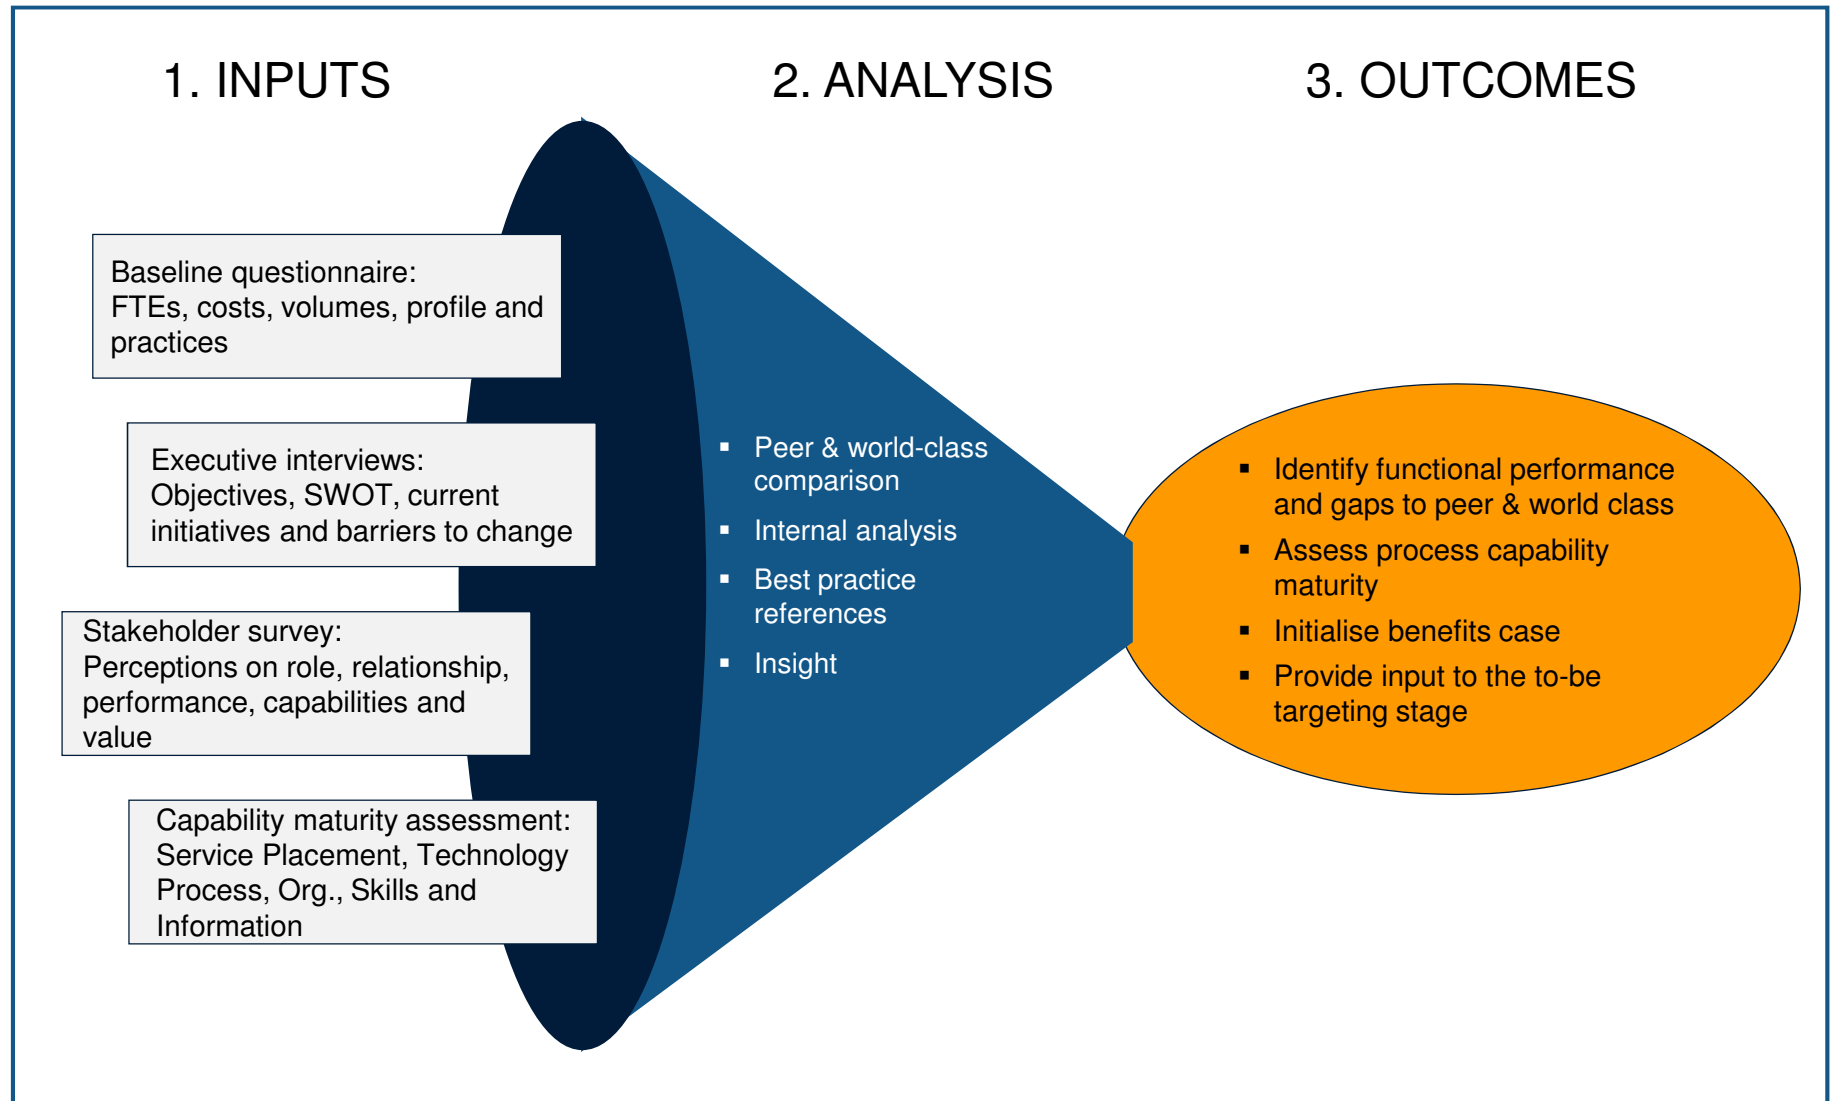 1. INPUTS
2. ANALYSIS
3. OUTCOMES
Baseline questionnaire:
FTEs, costs, volumes, profile and
practices
Executive interviews:
Objectives, SWOT, current
initiatives and barriers to change
Stakeholder survey:
Perceptions on role, relationship,
performance, capabilities and
value
Capability maturity assessment:
Service Placement, Technology
Process, Org., Skills and
Information
▪ Peer & world-class
comparison
▪ Internal analysis
▪ Best practice
references
▪ Insight
▪ Identify functional performance
and gaps to peer & world class
▪ Assess process capability
maturity
▪ Initialise benefits case
▪ Provide input to the to-be
targeting stage